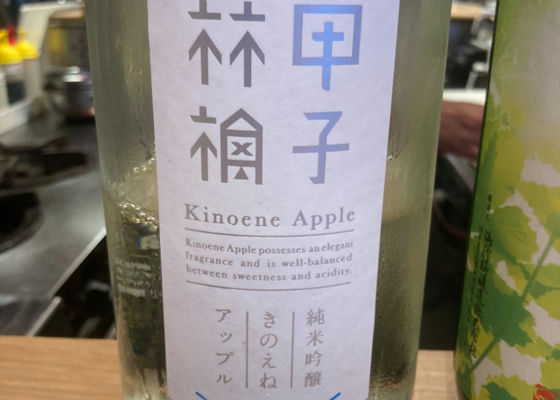 甲子
林檎
Kinoene Apple
Kinoene Apple possesses an elegant
fragrance and is well-balanced
between sweetness and acidity.
純米吟醸
きのえね
アップル